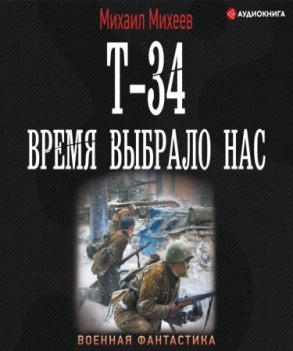 АУДИОКНИГА
Михаил Михеев
Т-34
ВРЕМЯ ВЫБРАЛО НАС
ВОЕННАЯ ФАНТАСТИКА